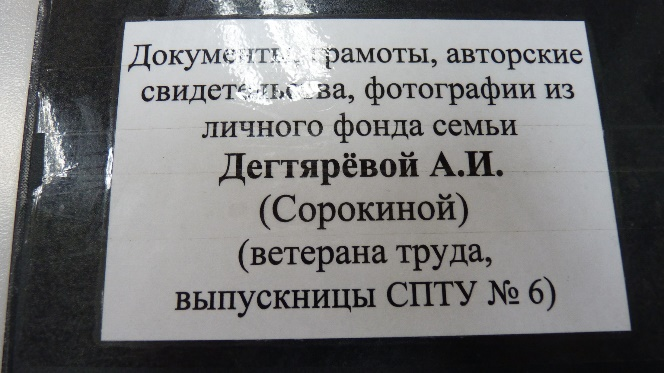 Документы, грамоты, авторские
свидетельства, фотографии из
личного фонда семьи
Дегтярёвой А.И.
(Сорокиной)
(ветерана труда,
выпускницы СПТУ № 6)